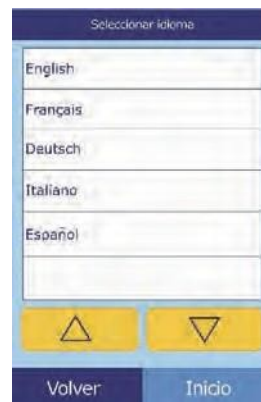 Seleccionar idioma
English
Français
Deutsch
Italiano
Español
Volver
Inicio